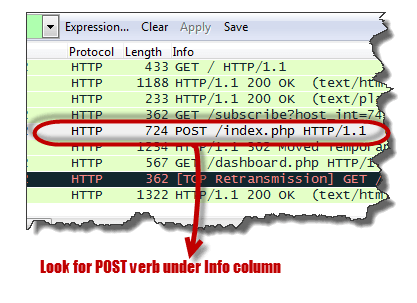 Expression... Clear Apply Save
Protocol Length Info
HTTP 433 GET / HTTP/1.1
HTTP 1188 HTTP/1.1 200 OK (text/htm
HTTP 233 HTTP/1.1 200 OK (text/pla
HTTP 362 GET /subscribe?host_int=74
HTTP 724 POST /index.php HTTP/1.1
HTTP 1234 HTTP/1.1 302 Moved Temporar
HTTP 567 GET /dashboard.php HTTP/1.
HTTP 362 [TCP Retransmission] GET /
HTTP 1322 HTTP/1.1 200 OK (text/htm
Look for POST verb under Info column